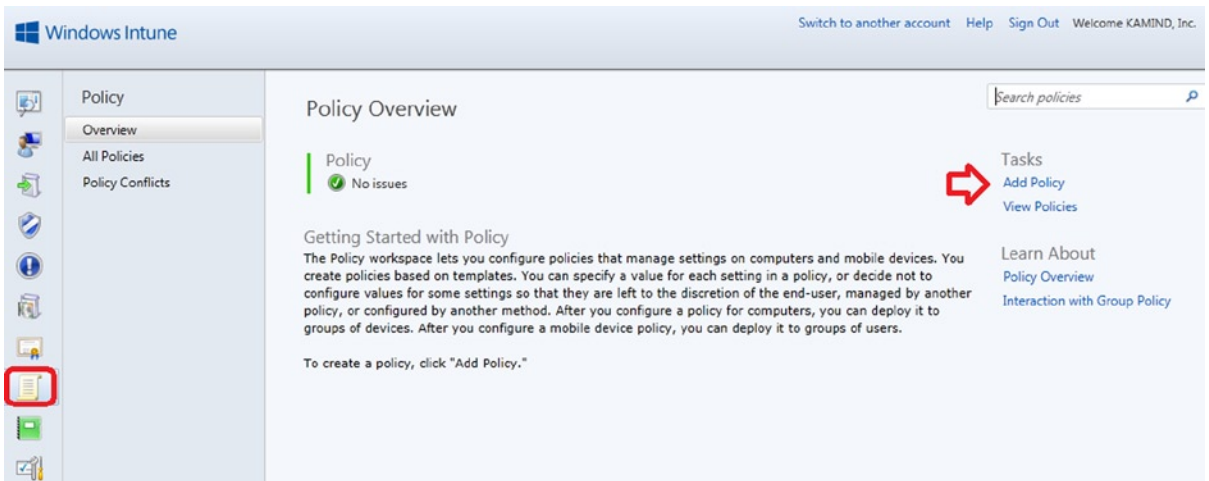 Windows Intune
Switch to another account Help Sign Out Welcome KAMIND, Inc.
Policy
Overview
All Policies
Policy Conflicts
Policy Overview
Search policies
Policy
No issues
Getting Started with Policy
The Policy workspace lets you configure policies that manage settings on computers and mobile devices. You
create policies based on templates. You can specify a value for each setting in a policy, or decide not to
configure values for some settings so that they are left to the discretion of the end-user, managed by another
policy, or configured by another method. After you configure a policy for computers, you can deploy it to
groups of devices. After you configure a mobile device policy, you can deploy it to groups of users.
To create a policy, click "Add Policy."
Tasks
Add Policy
View Policies
Learn About
Policy Overview
Interaction with Group Policy